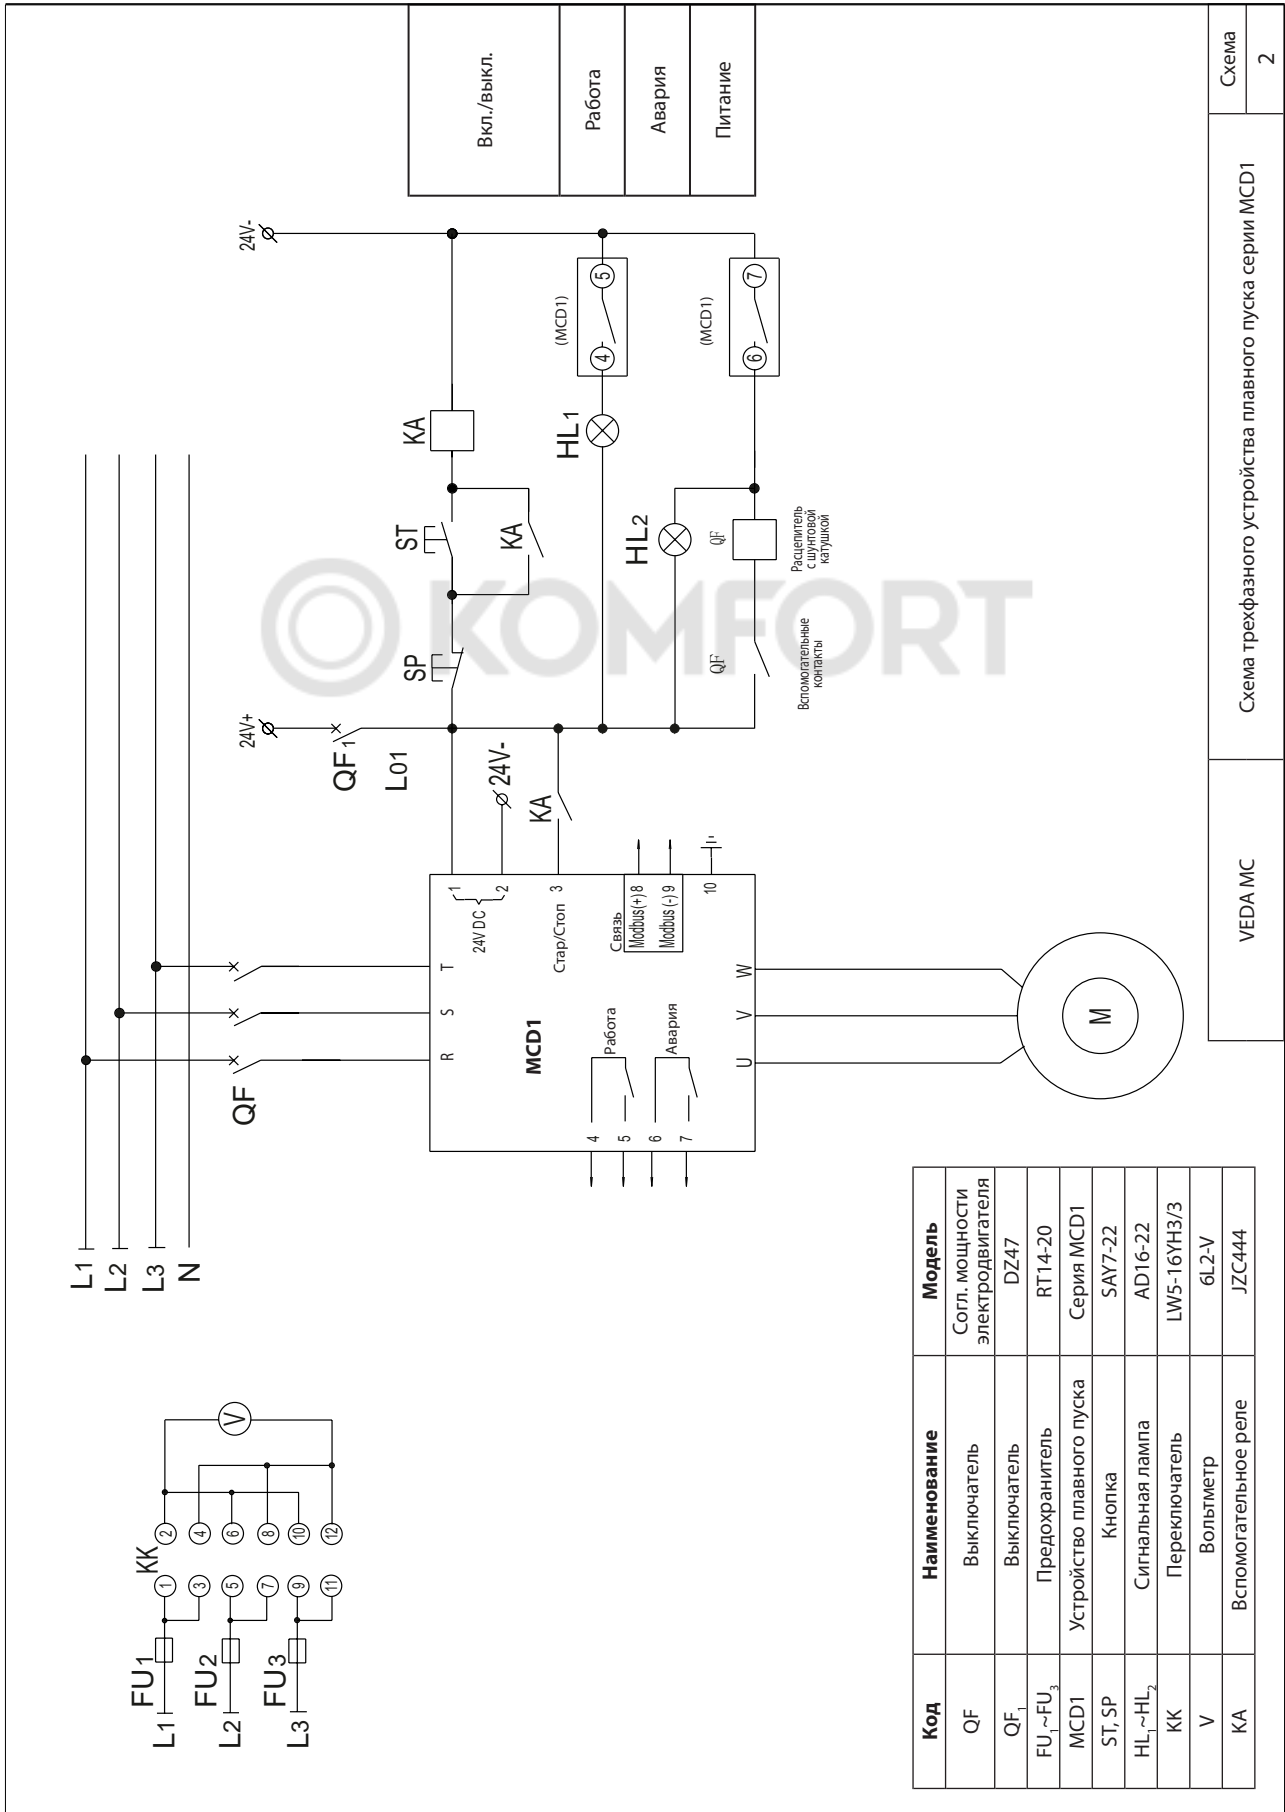 L1
L2
L3
N
QF
FU1
FU2
FU3
L1
L2
L3
KK
1
3
5
7
9
11
2
4
6
8
10
12
V
24V+
QF1
L01
24V-
SP
ST
KA
KA
24V-
KA
HL1
(MCD1)
4
5
HL2
QF
Вспомогательные
контакты
QF
Расцепитель
с шунтовой
катушкой
(MCD1)
6
7
Вкл./выкл.
Работа
Авария
Питание
R
S
T
MCD1
1
2
24V DC
3
Стар/Стоп
Связь
Modbus(+) 8
Modbus (-) 9
10
4
5
6
7
Работа
Авария
U
V
W
M
KOMFORT
Код Наименование Модель
QF Выключатель Согл. мощности
электродвигателя
QF1 Выключатель DZ47
FU1~FU3 Предохранитель RT14-20
MCD1 Устройство плавного пуска Серия MCD1
ST, SP Кнопка SAY7-22
HL1~HL2 Сигнальная лампа AD16-22
KK Переключатель LW5-16YH3/3
V Вольтметр 6L2-V
KA Вспомогательное реле JZC444
VEDA MC
Схема трехфазного устройства плавного пуска серии MCD1
Схема
2